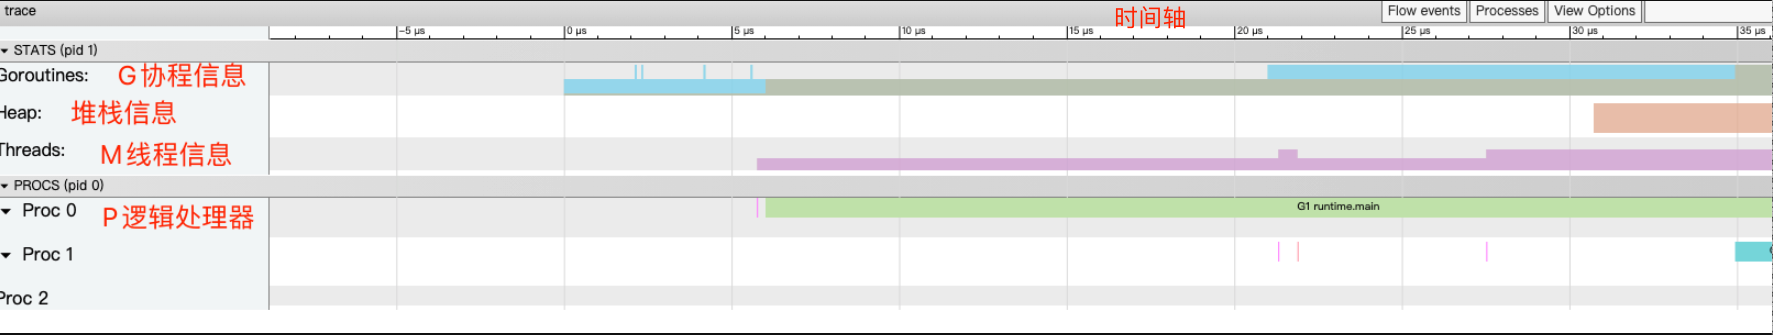 trace
时间轴
Flow events Processes View Options
−5 µs 0 µs 5 µs 10 µs 15 µs 20 µs 25 µs 30 µs 35 µs
STATS (pid 1)
Goroutines: G协程信息
Heap: 堆栈信息
Threads: M线程信息
PROCS (pid 0)
Proc 0 P逻辑处理器
G1 runtime.main
Proc 1
Proc 2